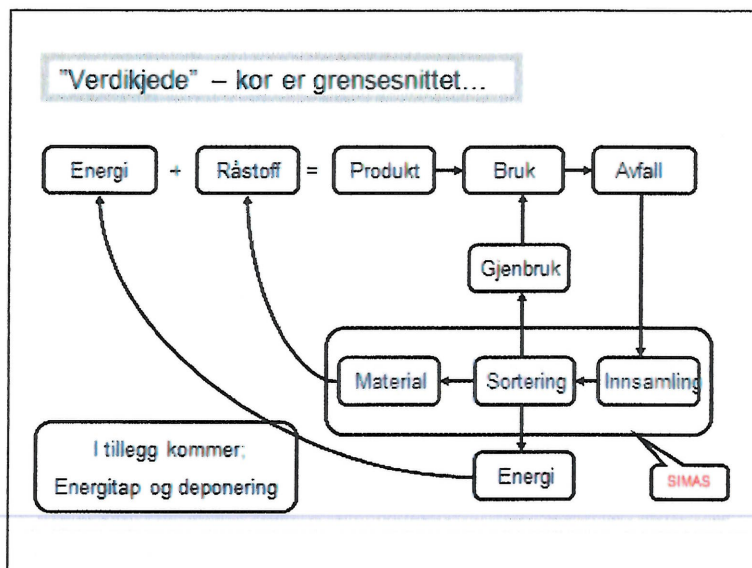 "Verdikjede" – kor er grensesnittet...
Energi + Råstoff = Produkt Bruk Avfall
Gjenbruk
Material Sortering Innsamling
I tillegg kommer;
Energitap og deponering
Energi
SIMAS